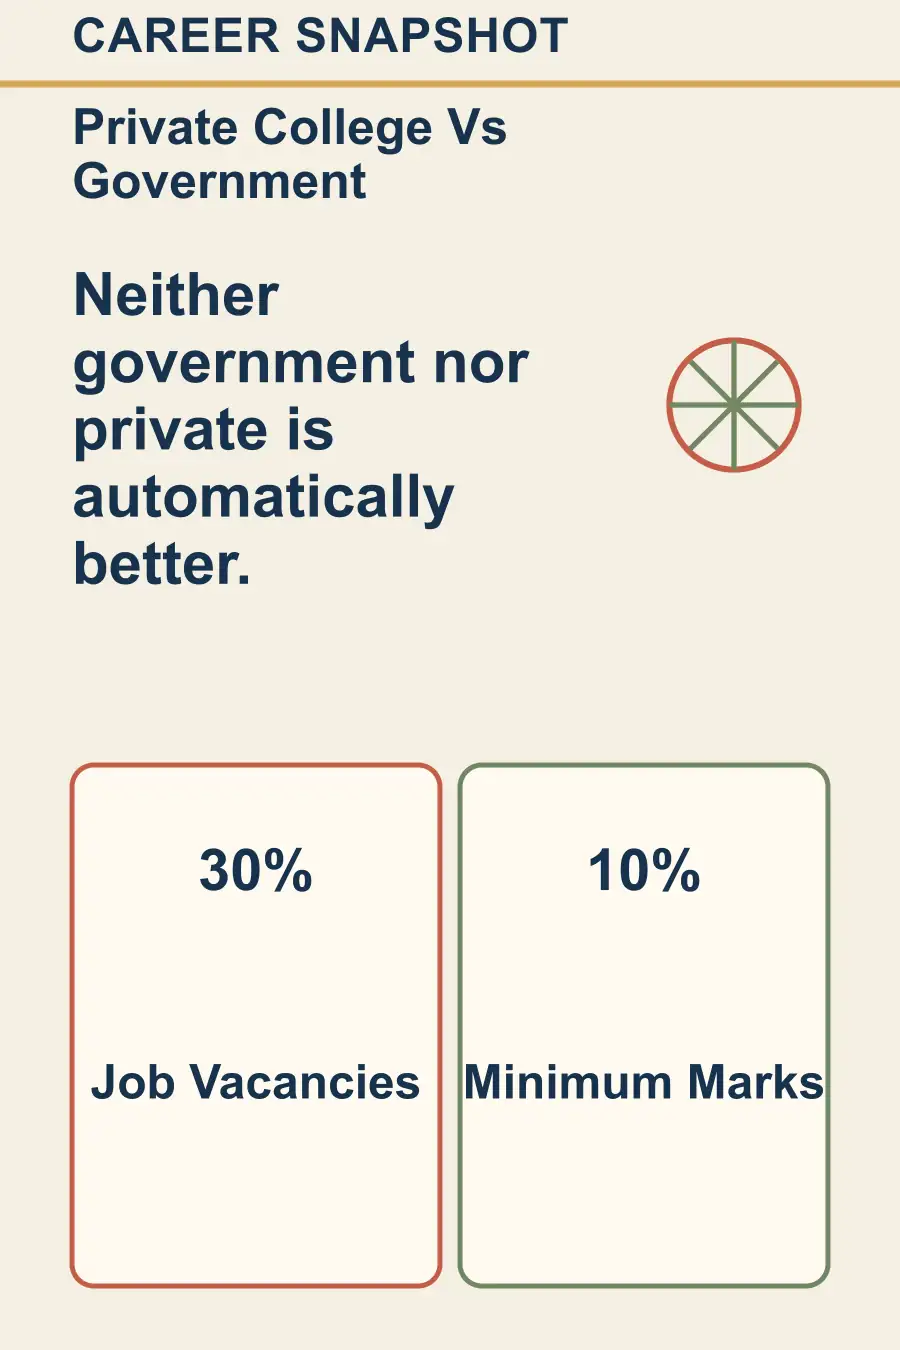 CAREER SNAPSHOT
Private College Vs
Government
Neither
government nor
private is
automatically
better.
30%
10%
Job Vacancies
Minimum Marks